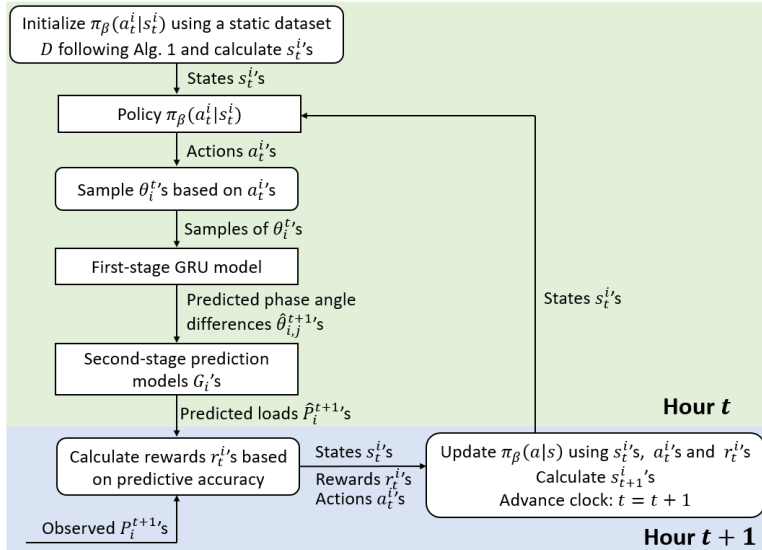 Initialize π_β(a_t^i|s_t^i) using a static dataset
D following Alg. 1 and calculate s_t^i's
States s_t^i's
Policy π_β(a_t^i|s_t^i)
Actions a_t^i's
Sample θ_i^t's based on a_t^i's
Samples of θ_i^t's
First-stage GRU model
Predicted phase angle
differences θ̂_{i,j}^{t+1}'s
States s_t^i's
Second-stage prediction
models G_i's
Predicted loads P̂_i^{t+1}'s
Hour t
Calculate rewards r_t^i's based
on predictive accuracy
States s_t^i's
Rewards r_t^i's
Actions a_t^i's
Update π_β(a|s) using s_t^i's, a_t^i's and r_t^i's
Calculate s_{t+1}^i's
Advance clock: t = t + 1
Observed P_i^{t+1}'s
Hour t + 1